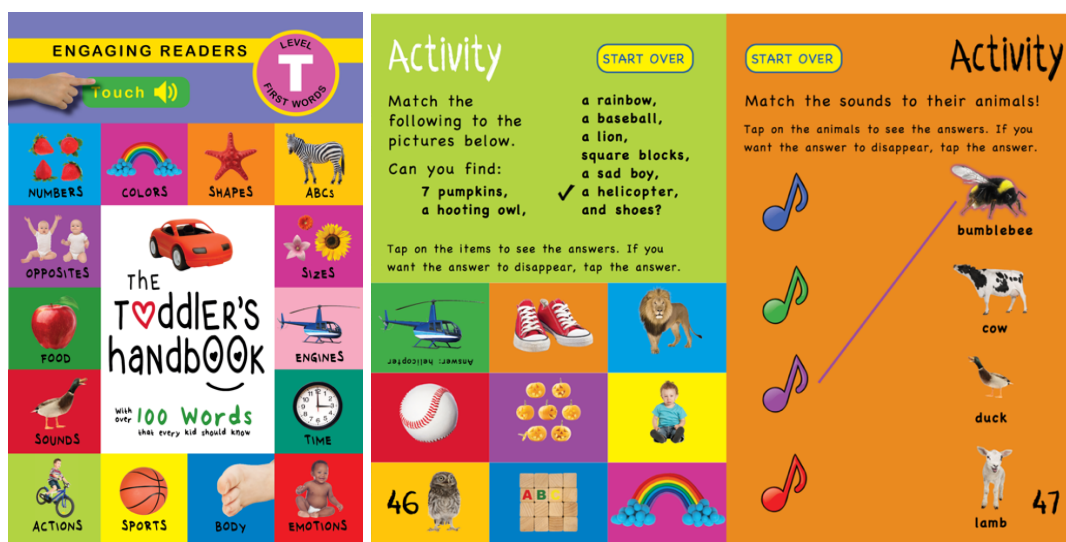 ENGAGING READERS
LEVEL
T
FIRST WORDS
Touch
NUMBERS
COLORS
SHAPES
ABCs
OPPOSITES
SIZES
THE
TODDLER'S
handbook
FOOD
ENGINES
With over 100 Words
that every kid should know
SOUNDS
TIME
ACTIONS
SPORTS
BODY
EMOTIONS
Activity
START OVER
Match the
following to the
pictures below.
Can you find:
7 pumpkins,
a hooting owl,
a rainbow,
a baseball,
a lion,
square blocks,
a sad boy,
a helicopter,
and shoes?
Tap on the items to see the answers. If you
want the answer to disappear, tap the answer.
Answer: helicopter
A B C
46
START OVER
Activity
Match the sounds to their animals!
Tap on the animals to see the answers. If you
want the answer to disappear, tap the answer.
bumblebee
cow
duck
lamb
47